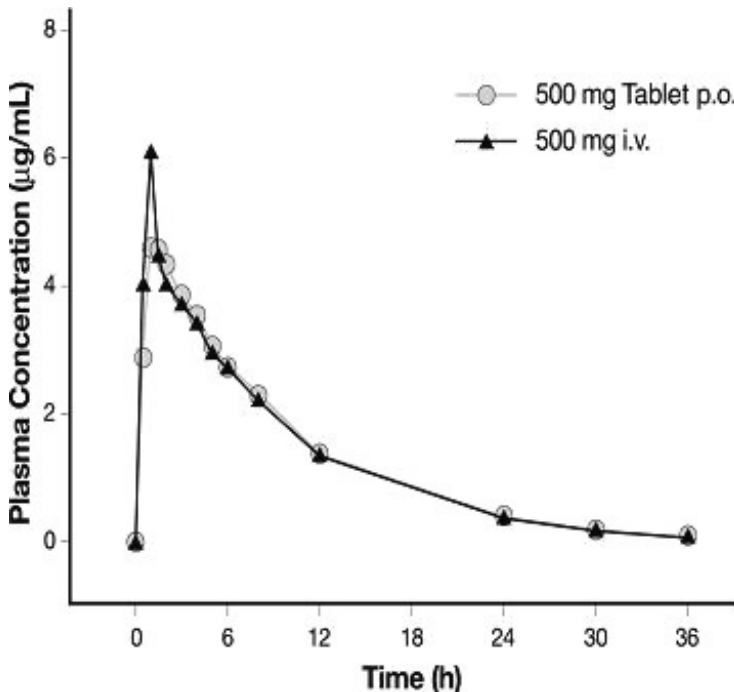 8
6
4
2
0
Plasma Concentration (µg/mL)
500 mg Tablet p.o.
500 mg i.v.
0 6 12 18 24 30 36
Time (h)